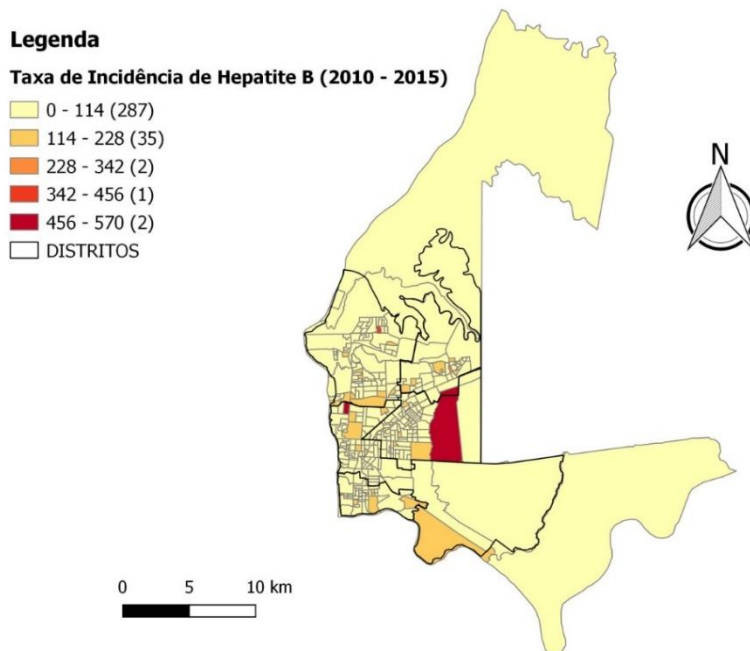 Legenda
Taxa de Incidência de Hepatite B (2010 - 2015)
0 - 114 (287)
114 - 228 (35)
228 - 342 (2)
342 - 456 (1)
456 - 570 (2)
DISTRITOS
N
0 5 10 km